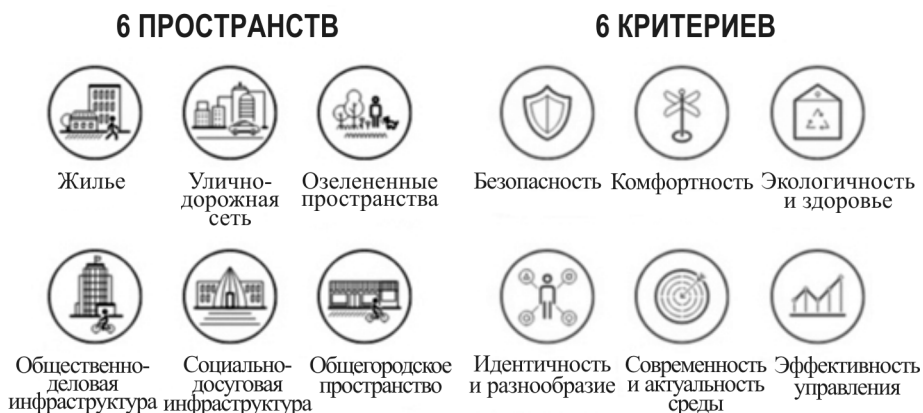 6 ПРОСТРАНСТВ
6 КРИТЕРИЕВ
Жилье
Улично-
дорожная
сеть
Озелененные
пространства
Безопасность
Комфортность
Экологичность
и здоровье
Общественно-
деловая
инфраструктура
Социально-
досуговая
инфраструктура
Общегородское
пространство
Идентичность
и разнообразие
Современность
и актуальность
среды
Эффективность
управления